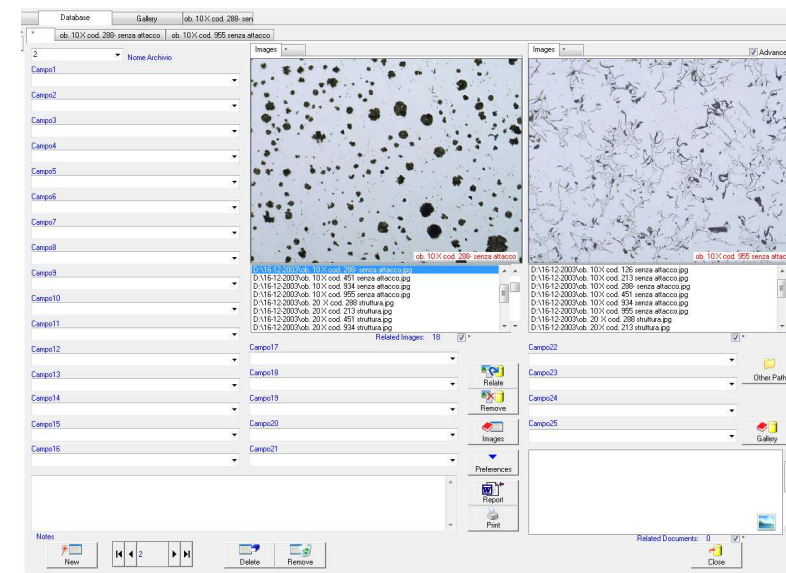 Database Gallery ob. 10X cod. 288- sen
* ob. 10X cod. 288- senza attacco ob. 10X cod. 955 senza attacco
2 Nome Archivio
Images *
Images *
Advance
Campo1
Campo2
Campo3
Campo4
Campo5
Campo6
Campo7
Campo8
Campo9
Campo10
Campo11
Campo12
Campo13
Campo14
Campo15
Campo16
ob. 10X cod. 288- senza attacco
D:\16-12-2003\ob. 10X cod. 288- senza attacco.jpg
D:\16-12-2003\ob. 10X cod. 451 senza attacco.jpg
D:\16-12-2003\ob. 10X cod. 934 senza attacco.jpg
D:\16-12-2003\ob. 10X cod. 955 senza attacco.jpg
D:\16-12-2003\ob. 20 X cod. 288 struttura.jpg
D:\16-12-2003\ob. 20X cod. 213 struttura.jpg
D:\16-12-2003\ob. 20X cod. 451 struttura.jpg
D:\16-12-2003\ob. 20X cod. 934 struttura.jpg
Related Images: 18 *
Campo17
Campo18
Campo19
Campo20
Campo21
Relate
Remove
Images
Preferences
Report
Print
ob. 10X cod. 955 senza attac
D:\16-12-2003\ob. 10X cod. 126 senza attacco.jpg
D:\16-12-2003\ob. 10X cod. 213 senza attacco.jpg
D:\16-12-2003\ob. 10X cod. 288- senza attacco.jpg
D:\16-12-2003\ob. 10X cod. 451 senza attacco.jpg
D:\16-12-2003\ob. 10X cod. 934 senza attacco.jpg
D:\16-12-2003\ob. 10X cod. 955 senza attacco.jpg
D:\16-12-2003\ob. 20 X cod. 288 struttura.jpg
D:\16-12-2003\ob. 20X cod. 213 struttura.jpg
*
Campo22
Campo23
Campo24
Campo25
Other Path
Gallery
Notes
Related Documents: 0 *
New
2
Delete
Remove
Close